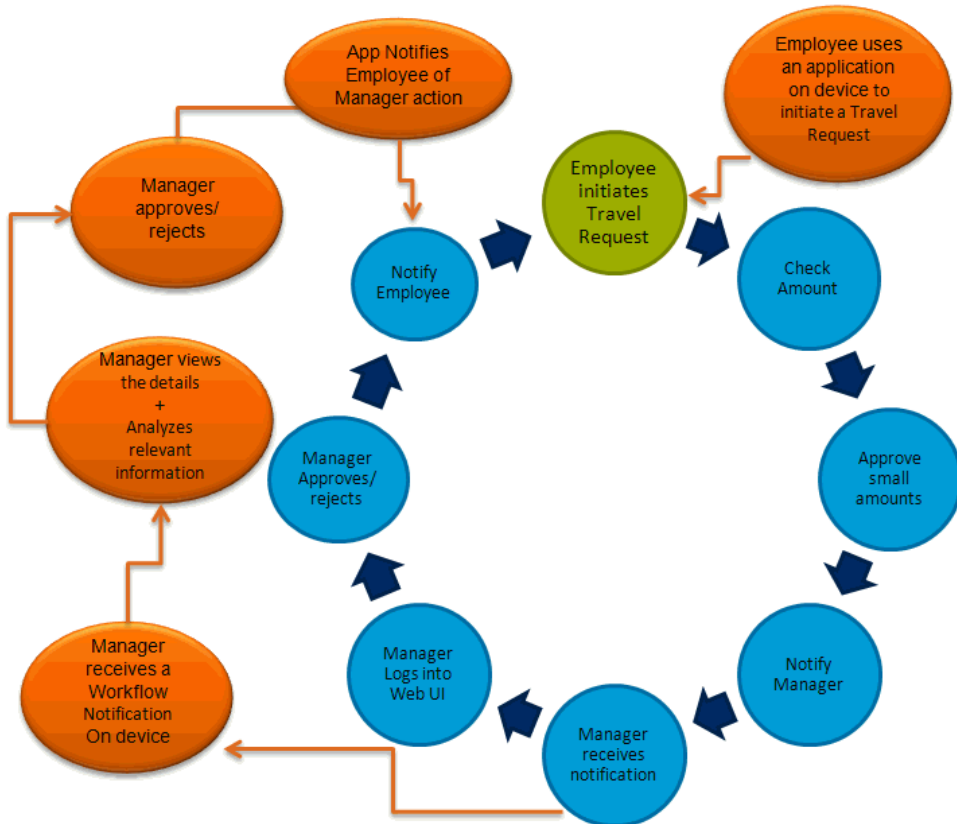 App Notifies
Employee of
Manager action
Employee uses
an application
on device to
initiate a Travel
Request
Manager
approves/
rejects
Employee
initiates
Travel
Request
Notify
Employee
Check
Amount
Manager views
the details
+
Analyzes
relevant
information
Manager
Approves/
rejects
Approve
small
amounts
Manager
receives a
Workflow
Notification
On device
Manager
Logs into
Web UI
Notify
Manager
Manager
receives
notification